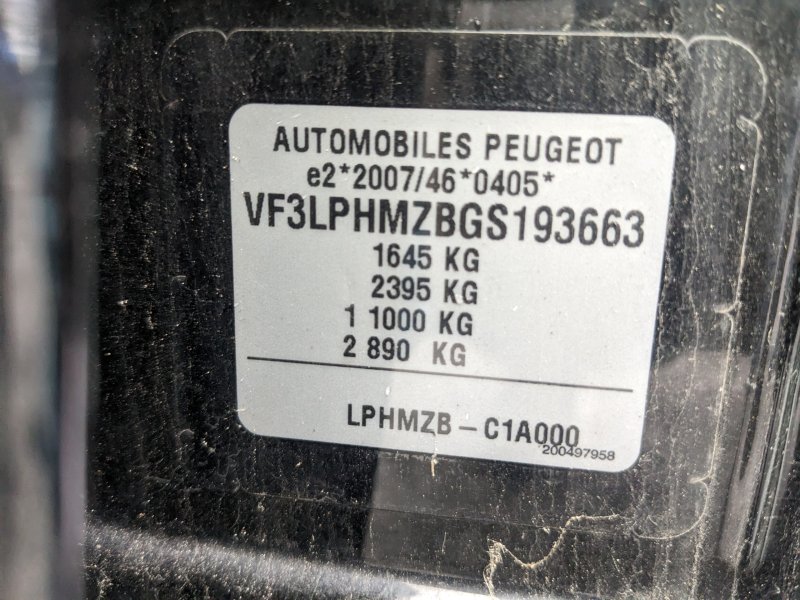 AUTOMOBILES PEUGEOT
e2*2007/46*0405*
VF3LPHMZBGS193663
1645 KG
2395 KG
1 1000 KG
2 890 KG
LPHMZB – C1A000
200497958